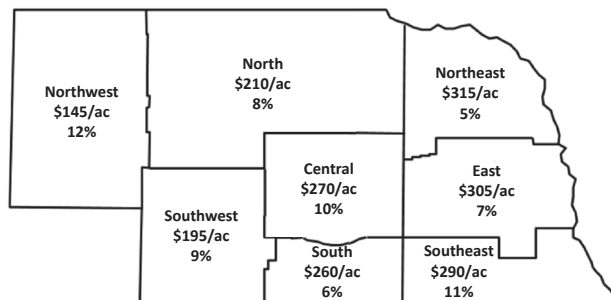 North
$210/ac
8%
Northeast
$315/ac
5%
Northwest
$145/ac
12%
Central
$270/ac
10%
East
$305/ac
7%
Southwest
$195/ac
9%
South
$260/ac
6%
Southeast
$290/ac
11%